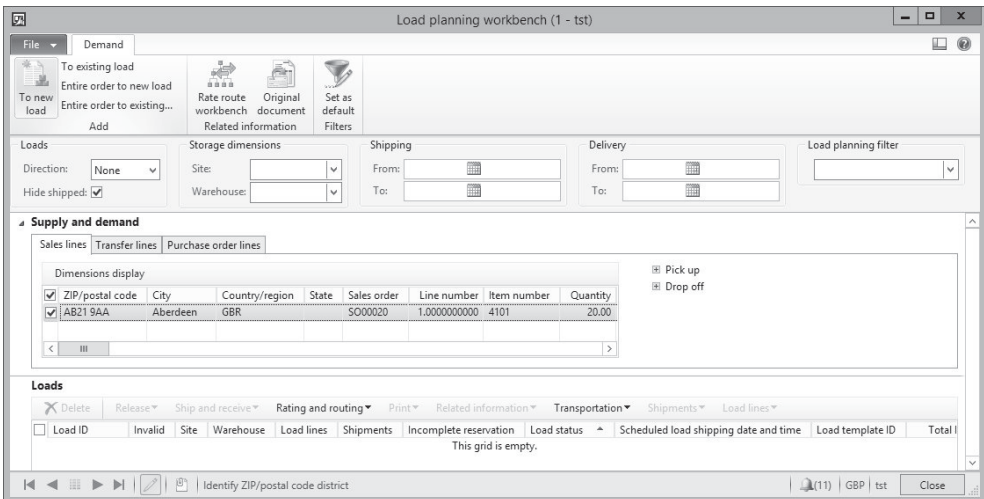 Load planning workbench (1 - tst)
File Demand
To existing load
Entire order to new load
Entire order to existing...
To new load
Add
Rate route workbench
Original document
Related information
Set as default
Filters
Loads
Direction: None
Hide shipped:
Storage dimensions
Site:
Warehouse:
Shipping
From:
To:
Delivery
From:
To:
Load planning filter
Supply and demand
Sales lines Transfer lines Purchase order lines
Dimensions display
ZIP/postal code City Country/region State Sales order Line number Item number Quantity
AB21 9AA Aberdeen GBR SO00020 1.0000000000 4101 20.00
Pick up
Drop off
Loads
Delete Release Ship and receive Rating and routing Print Related information Transportation Shipments Load lines
Load ID Invalid Site Warehouse Load lines Shipments Incomplete reservation Load status Scheduled load shipping date and time Load template ID Total l
This grid is empty.
Identify ZIP/postal code district (11) GBP tst Close